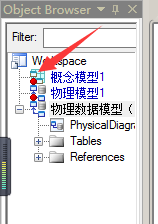 Object Browser
Filter:
Workspace
概念模型1
物理模型1
物理数据模型（
PhysicalDiagra
Tables
References